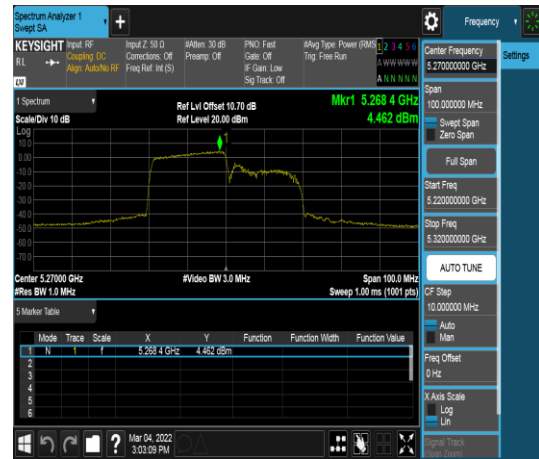 Spectrum Analyzer 1
Swept SA
+
Frequency
KEYSIGHT
RL
LXI
Input: RF
Coupling: DC
Align: Auto/No RF
Input Z: 50 Ω
Corrections: Off
Freq Ref: Int (S)
#Atten: 30 dB
Preamp: Off
PNO: Fast
Gate: Off
IF Gain: Low
Sig Track: Off
#Avg Type: Power (RMS)
Trig: Free Run
1 2 3 4 5 6
A WW WW W
A N N N N N
1 Spectrum
Scale/Div 10 dB
Ref Lvl Offset 10.70 dB
Ref Level 20.00 dBm
Mkr1 5.268 4 GHz
4.462 dBm
Log
10.0
0.00
-10.0
-20.0
-30.0
-40.0
-50.0
-60.0
-70.0
1
Center 5.27000 GHz
#Res BW 1.0 MHz
#Video BW 3.0 MHz
Span 100.0 MHz
Sweep 1.00 ms (1001 pts)
5 Marker Table
Mode Trace Scale X Y Function Function Width Function Value
1 N 1 f 5.268 4 GHz 4.462 dBm
2
3
4
5
6
Mar 04, 2022
3:03:09 PM
Center Frequency
5.270000000 GHz
Settings
Span
100.000000 MHz
Swept Span
Zero Span
Full Span
Start Freq
5.220000000 GHz
Stop Freq
5.320000000 GHz
AUTO TUNE
CF Step
10.000000 MHz
Auto
Man
Freq Offset
0 Hz
X Axis Scale
Log
Lin
Signal Track
(Span Zoom)